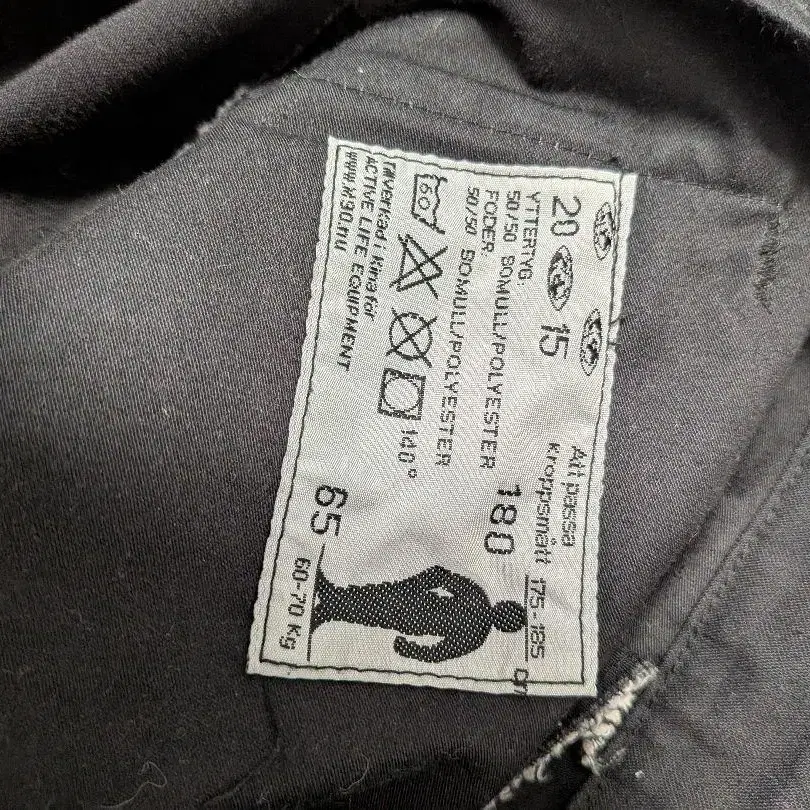 20 15
YTTERTYG:
50/50 BOMULL/POLYESTER
FODER:
50/50 BOMULL/POLYESTER
60
140°
Tillverkad i Kina för
ACTIVE LIFE EQUIPMENT
www.x90.nu
Att passa
kroppsmått
180
175-185
cm
65
60-70 Kg